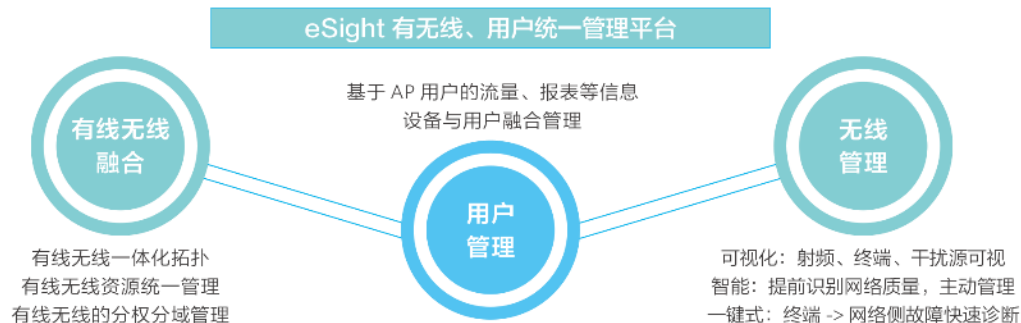 eSight 有无线、用户统一管理平台
有线无线
融合
有线无线一体化拓扑
有线无线资源统一管理
有线无线的分权分域管理
基于 AP 用户的流量、报表等信息
设备与用户融合管理
用户
管理
无线
管理
可视化：射频、终端、干扰源可视
智能：提前识别网络质量，主动管理
一键式：终端 -> 网络侧故障快速诊断